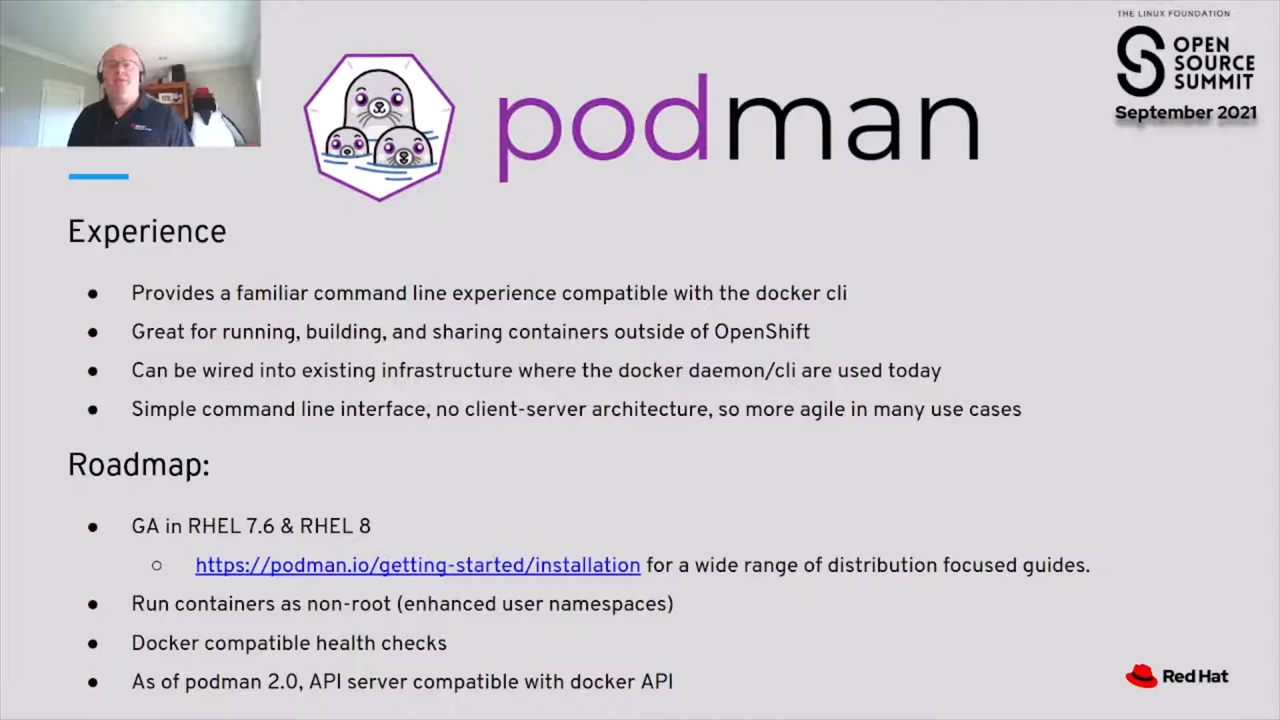 THE LINUX FOUNDATION
OPEN
SOURCE
SUMMIT
September 2021
podman
Experience
● Provides a familiar command line experience compatible with the docker cli
● Great for running, building, and sharing containers outside of OpenShift
● Can be wired into existing infrastructure where the docker daemon/cli are used today
● Simple command line interface, no client-server architecture, so more agile in many use cases
Roadmap:
● GA in RHEL 7.6 & RHEL 8
○ https://podman.io/getting-started/installation for a wide range of distribution focused guides.
● Run containers as non-root (enhanced user namespaces)
● Docker compatible health checks
● As of podman 2.0, API server compatible with docker API
Red Hat